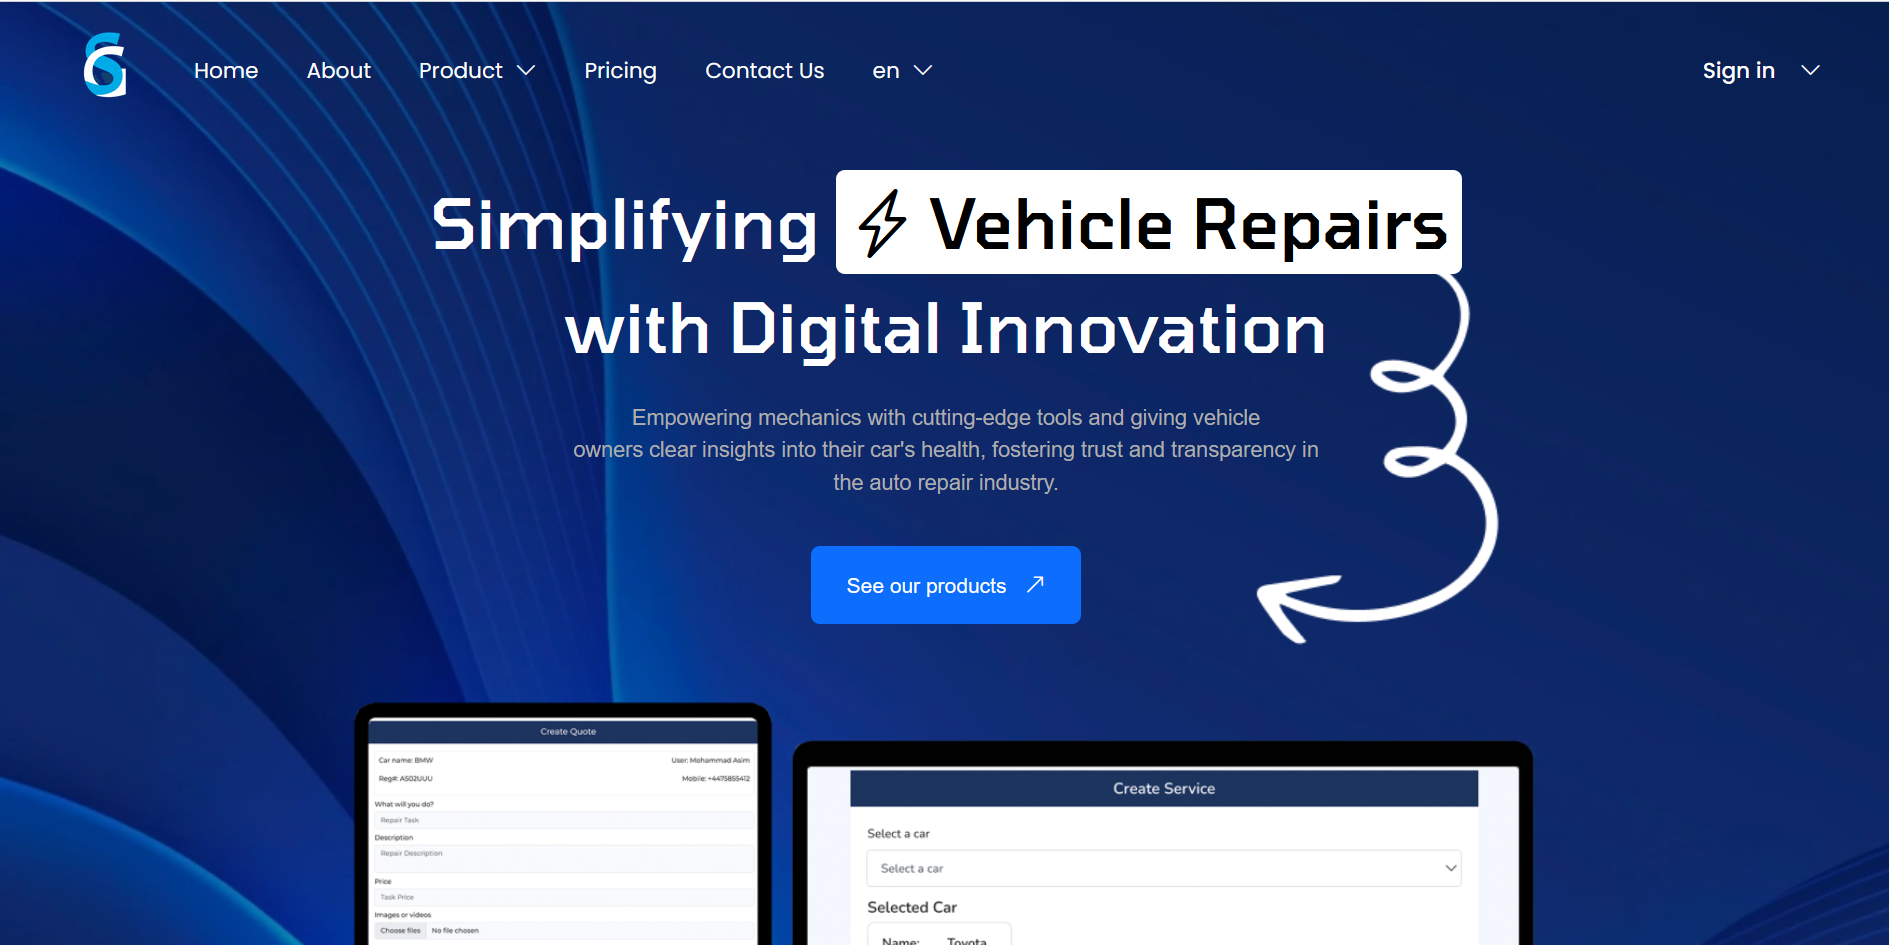 Home About Product Pricing Contact Us en Sign in
Simplifying Vehicle Repairs
with Digital Innovation
Empowering mechanics with cutting-edge tools and giving vehicle
owners clear insights into their car's health, fostering trust and transparency in
the auto repair industry.
See our products
Create Quote
Car name: BMW User: Mohammad Asim
Reg#: AS02UUU Mobile: +4475855412
What will you do?
Repair Task
Description
Repair Description
Price
Task Price
Images or videos
Choose files No file chosen
Create Service
Select a car
Select a car
Selected Car
Name: Toyota